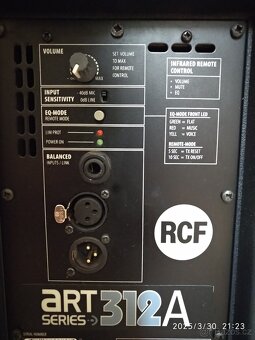 VOLUME
SET VOLUME
TO MAX
FOR REMOTE
CONTROL
MAX
INPUT
SENSITIVITY
-40dB MIC
0dB LINE
EQ-MODE
REMOTE MODE
LIM.PROT
POWER ON
BALANCED
INPUTS / LINK
INFRARED REMOTE
CONTROL
• VOLUME
• MUTE
• EQ
EQ-MODE FRONT LED
GREEN = FLAT
RED = MUSIC
YELL = VOICE
REMOTE-MODE
5 SEC = TX RESET
10 SEC = TX ON/OFF
RCF
ART 312A
SERIES
2025/3/30 21:23
SERIAL NUMBER